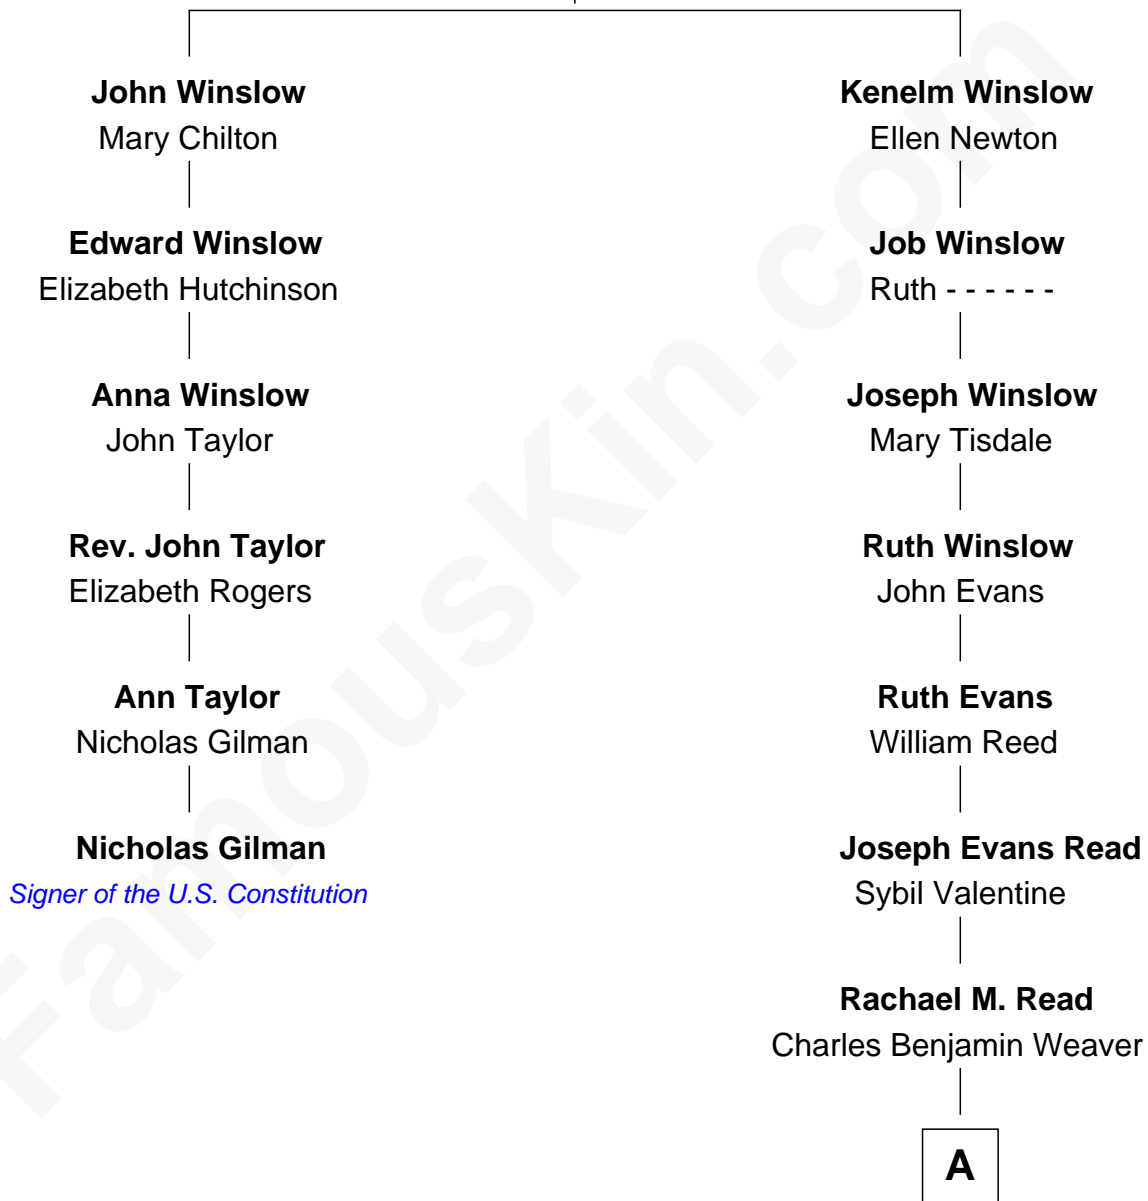 John Winslow
Mary Chilton
Edward Winslow
Elizabeth Hutchinson
Anna Winslow
John Taylor
Rev. John Taylor
Elizabeth Rogers
Ann Taylor
Nicholas Gilman
Nicholas Gilman
Signer of the U.S. Constitution
Kenelm Winslow
Ellen Newton
Job Winslow
Ruth - - - - - -
Joseph Winslow
Mary Tisdale
Ruth Winslow
John Evans
Ruth Evans
William Reed
Joseph Evans Read
Sybil Valentine
Rachael M. Read
Charles Benjamin Weaver
A
FamousKin.com